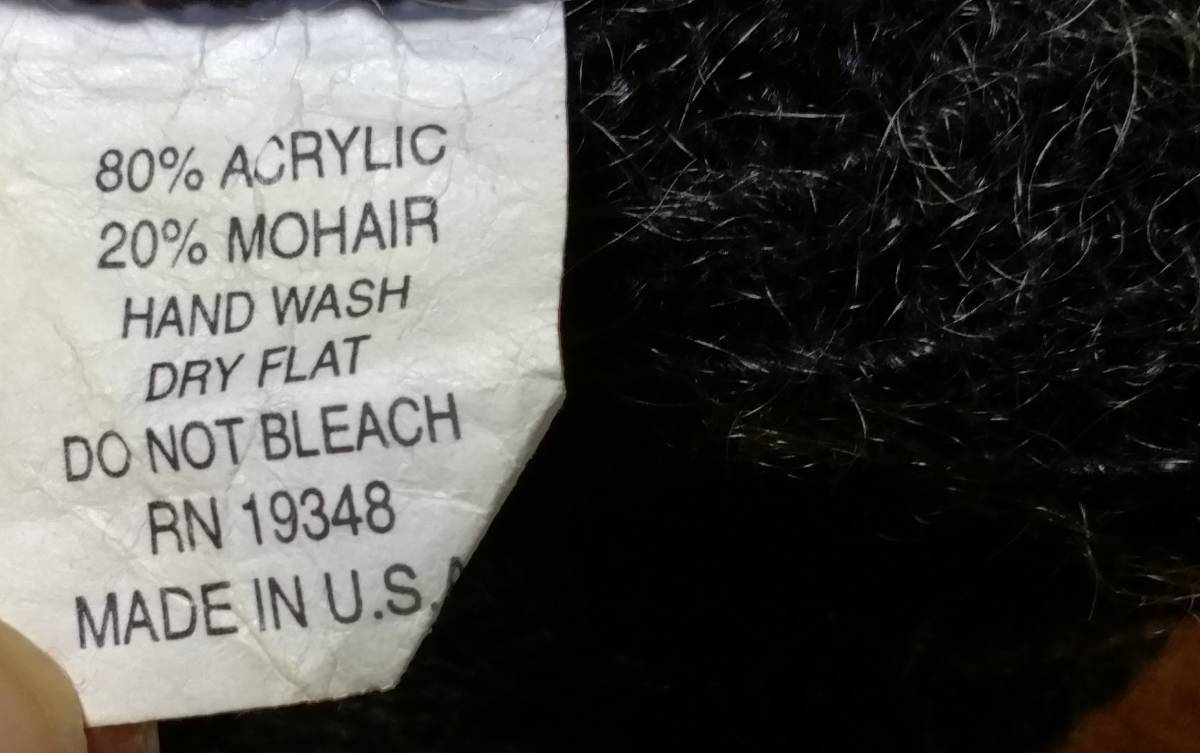 80% ACRYLIC
20% MOHAIR
HAND WASH
DRY FLAT
DO NOT BLEACH
RN 19348
MADE IN U.S.A